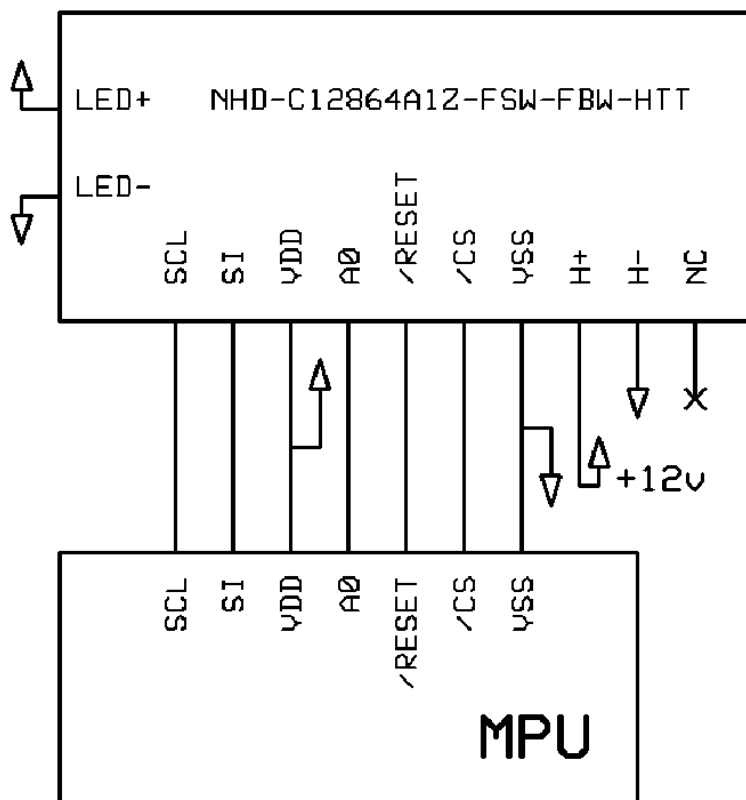 LED+
NHD-C12864A1Z-FSW-FBW-HTT
LED-
SCL
SI
VDD
A0
/RESET
/CS
VSS
H+
H-
NC
+12v
SCL
SI
VDD
A0
/RESET
/CS
VSS
MPU